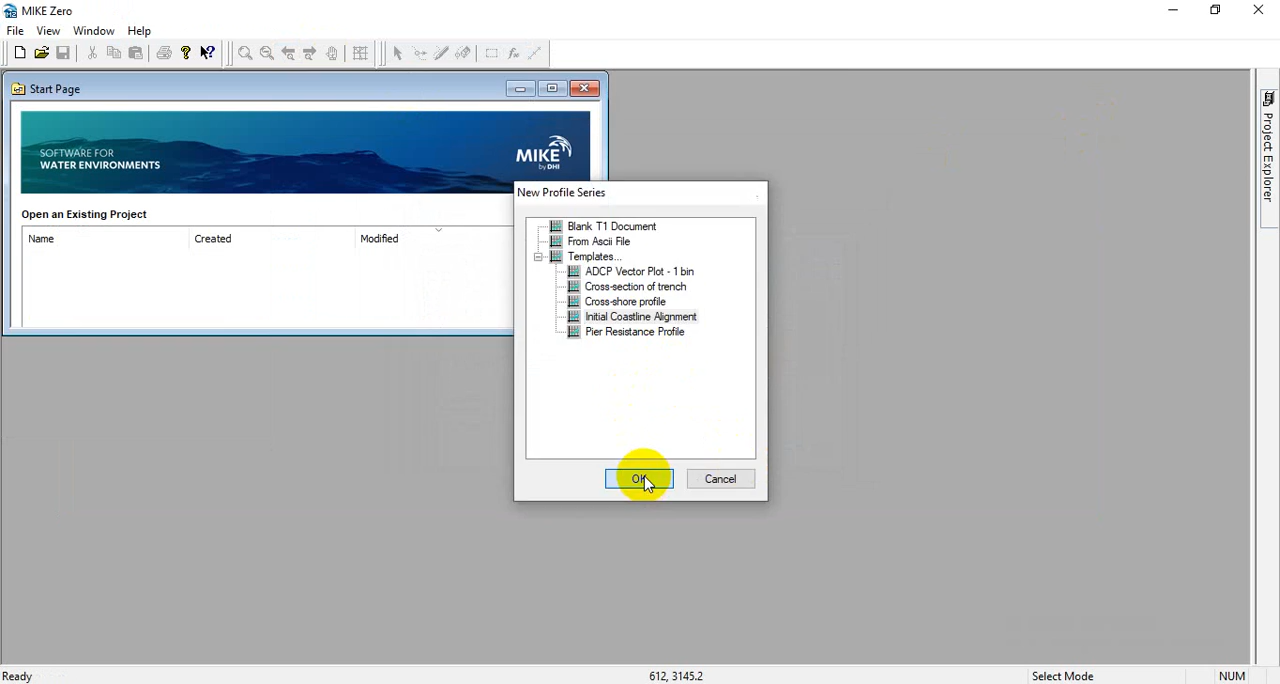 MIKE Zero
File View Window Help
Start Page
SOFTWARE FOR
WATER ENVIRONMENTS
MIKE
by DHI
Open an Existing Project
Name Created Modified
New Profile Series
Blank T1 Document
From Ascii File
Templates...
ADCP Vector Plot - 1 bin
Cross-section of trench
Cross-shore profile
Initial Coastline Alignment
Pier Resistance Profile
OK Cancel
Project Explorer
Ready 612, 3145.2 Select Mode NUM